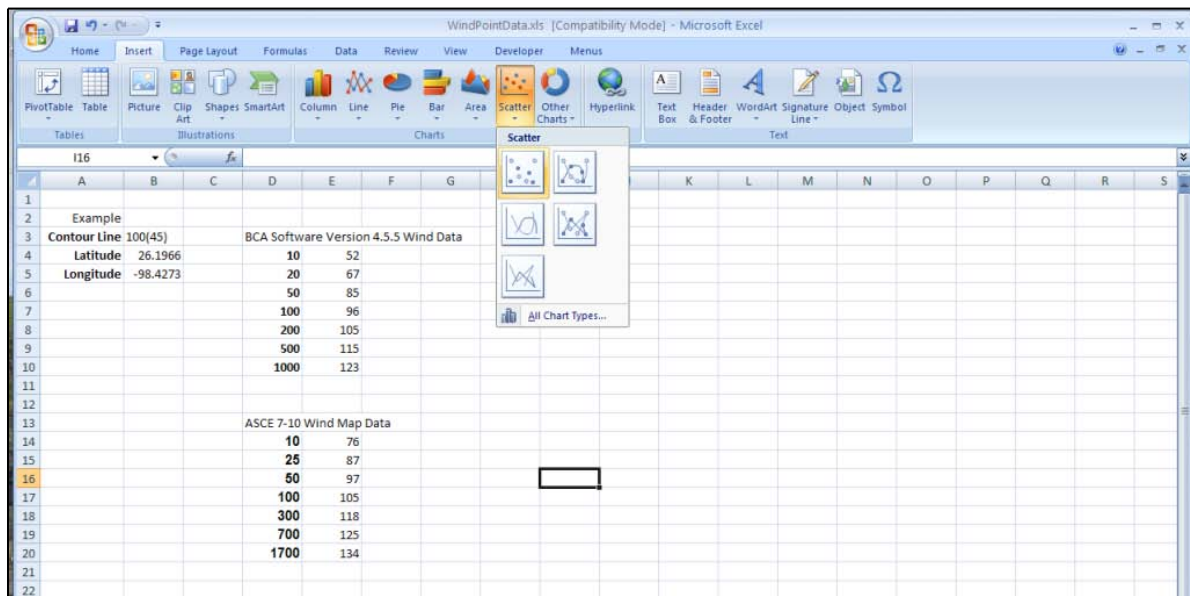 WindPointData.xls [Compatibility Mode] - Microsoft Excel
Home Insert Page Layout Formulas Data Review View Developer Menus
PivotTable Table Picture Clip Art Shapes SmartArt Column Line Pie Bar Area Scatter Other Charts Hyperlink Text Box Header & Footer WordArt Signature Line Object Symbol
Tables Illustrations Charts Text
Scatter
All Chart Types...
I16 fx
A B C D E F G K L M N O P Q R S
1
2 Example
3 Contour Line 100(45) BCA Software Version 4.5.5 Wind Data
4 Latitude 26.1966 10 52
5 Longitude -98.4273 20 67
6 50 85
7 100 96
8 200 105
9 500 115
10 1000 123
11
12
13 ASCE 7-10 Wind Map Data
14 10 76
15 25 87
16 50 97
17 100 105
18 300 118
19 700 125
20 1700 134
21
22